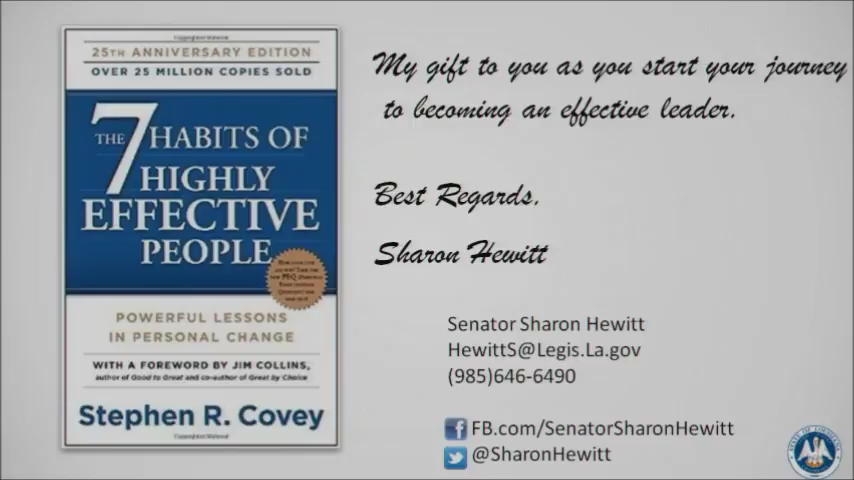 25TH ANNIVERSARY EDITION
OVER 25 MILLION COPIES SOLD
THE 7 HABITS OF
HIGHLY
EFFECTIVE
PEOPLE
POWERFUL LESSONS
IN PERSONAL CHANGE
WITH A FOREWORD BY JIM COLLINS,
author of Good to Great and co-author of Great by Choice
Stephen R. Covey
My gift to you as you start your journey
to becoming an effective leader.
Best Regards,
Sharon Hewitt
Senator Sharon Hewitt
HewittS@Legis.La.gov
(985)646-6490
FB.com/SenatorSharonHewitt
@SharonHewitt